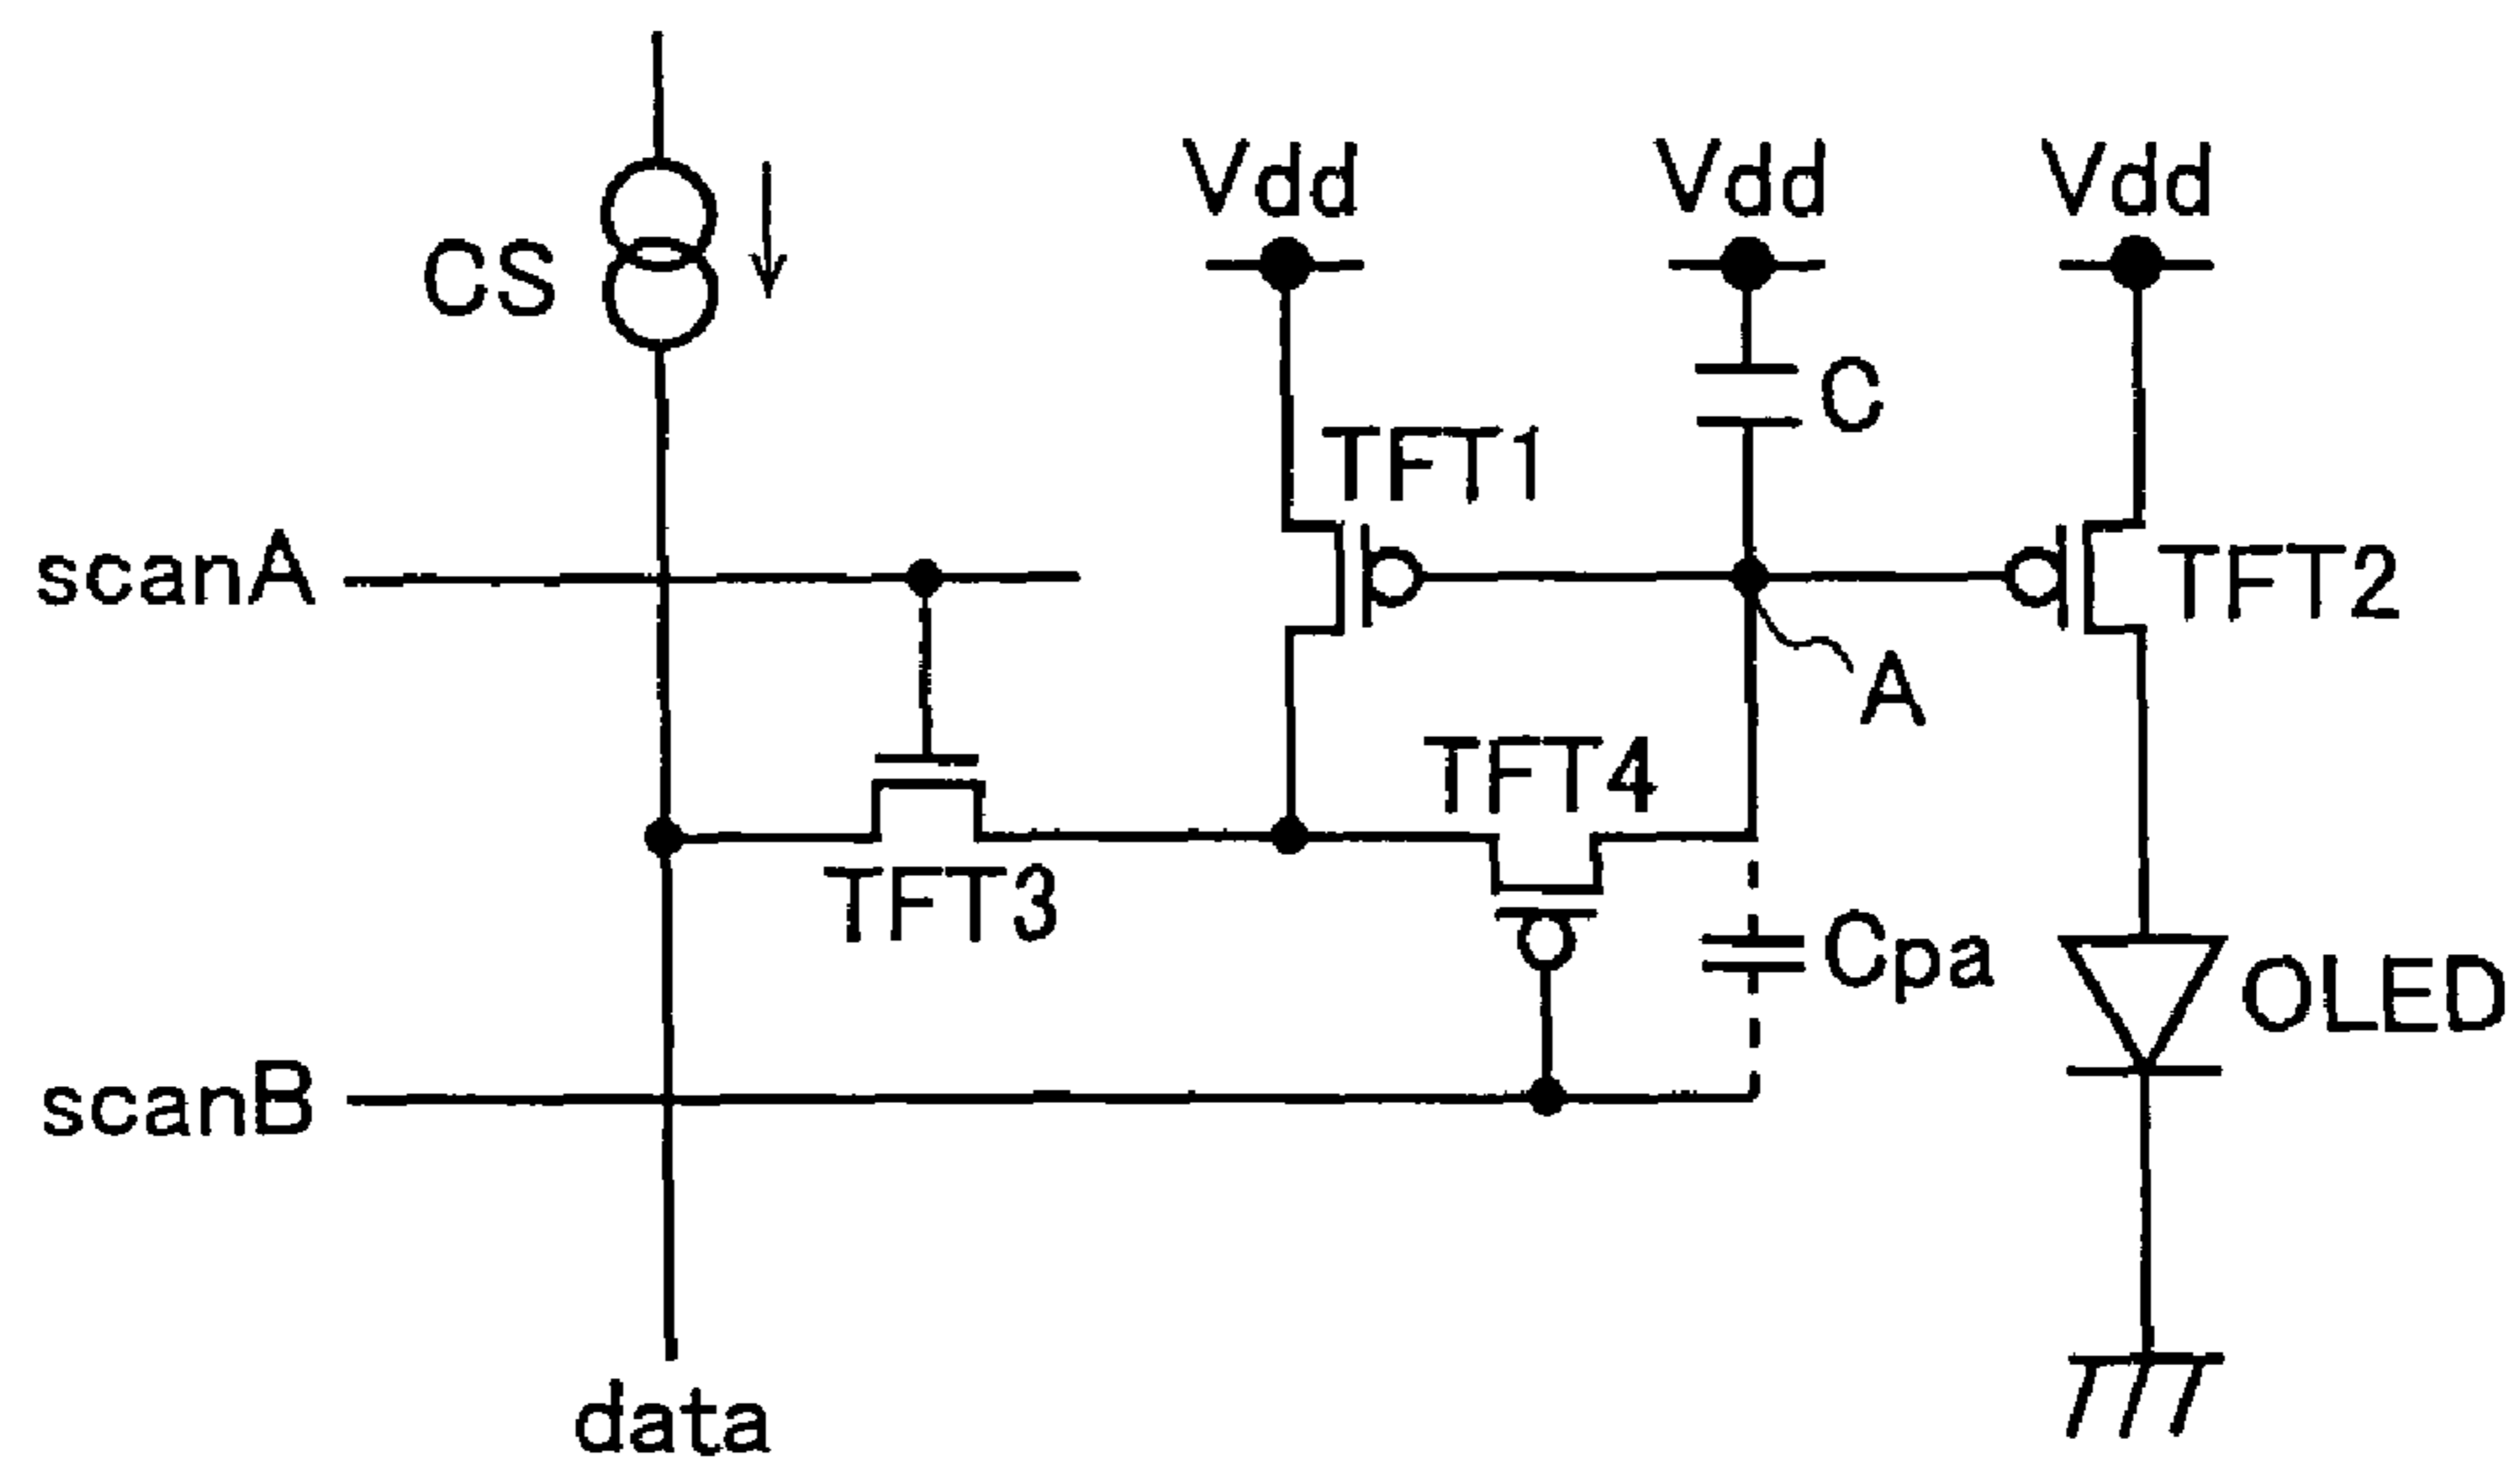 Vdd
Vdd
Vdd
CS
C
TFT1
scanA
TFT2
A
TFT4
TFT3
Cpa
OLED
scanB
data